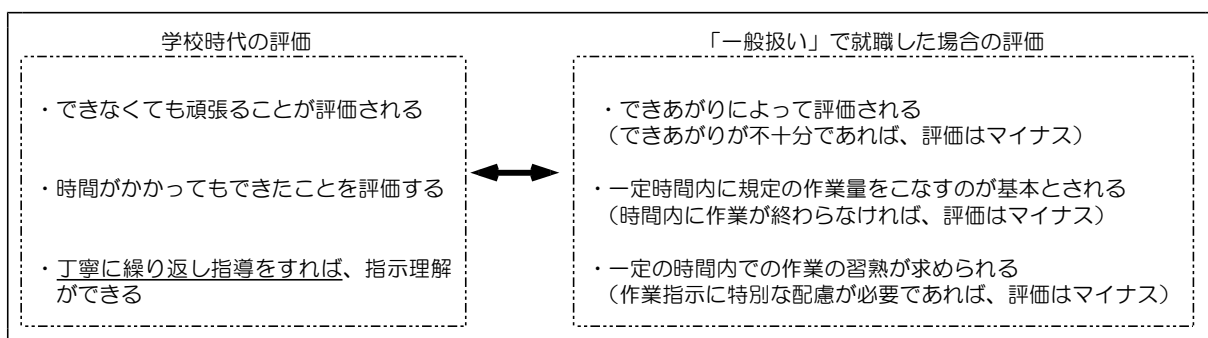 学校時代の評価
・できなくても頑張ることが評価される
・時間がかかってもできたことを評価する
・丁寧に繰り返し指導をすれば、指示理解
ができる
「一般扱い」で就職した場合の評価
・できあがりによって評価される
（できあがりが不十分であれば、評価はマイナス）
・一定時間内に規定の作業量をこなすのが基本とされる
（時間内に作業が終わらなければ、評価はマイナス）
・一定の時間内での作業の習熟が求められる
（作業指示に特別な配慮が必要であれば、評価はマイナス）